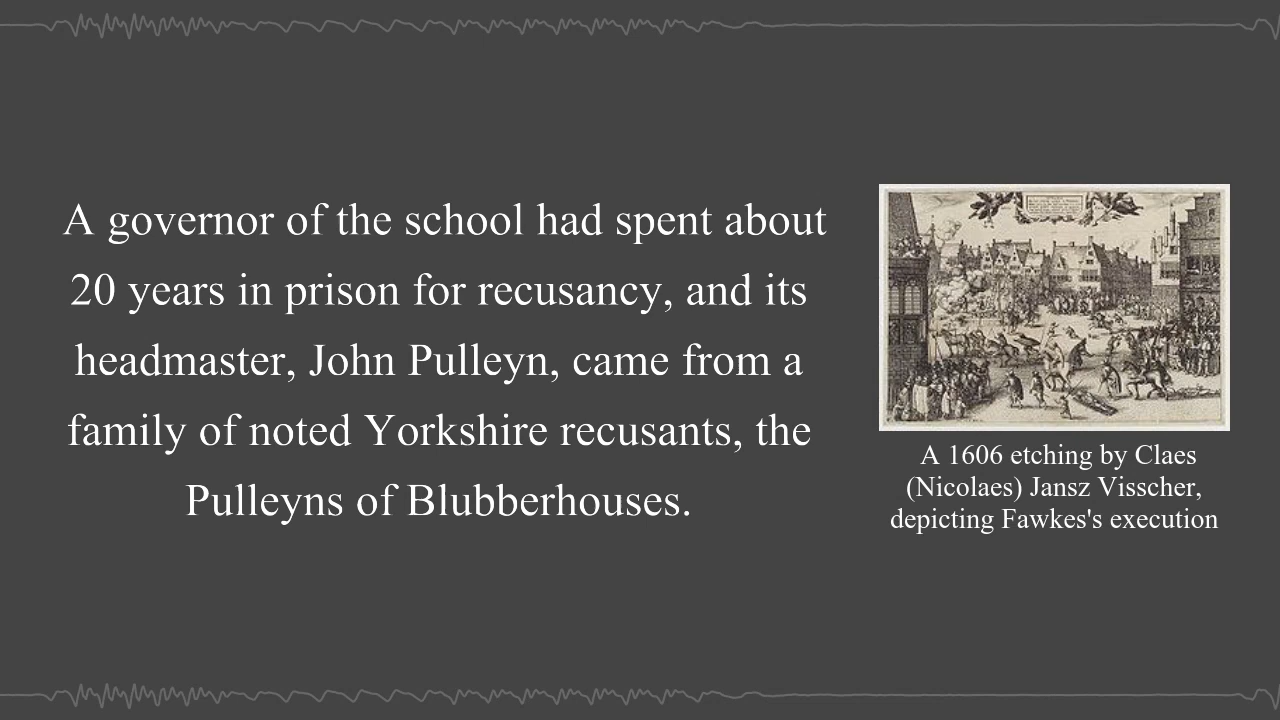 A governor of the school had spent about
20 years in prison for recusancy, and its
headmaster, John Pulleyn, came from a
family of noted Yorkshire recusants, the
Pulleyns of Blubberhouses.
A 1606 etching by Claes
(Nicolaes) Jansz Visscher,
depicting Fawkes's execution